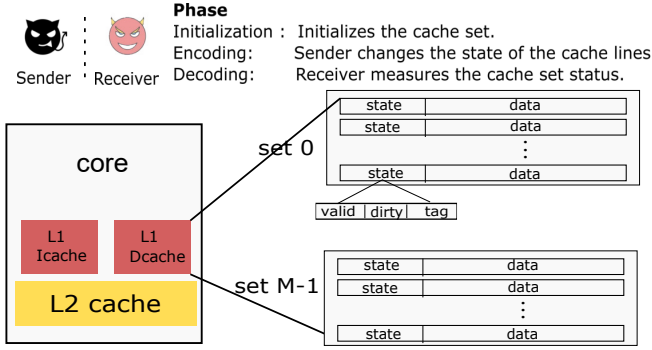 Phase
Initialization : Initializes the cache set.
Encoding: Sender changes the state of the cache lines
Decoding: Receiver measures the cache set status.
Sender Receiver
core
L1 Icache
L1 Dcache
L2 cache
set 0
state data
state data
state data
valid dirty tag
set M-1
state data
state data
state data